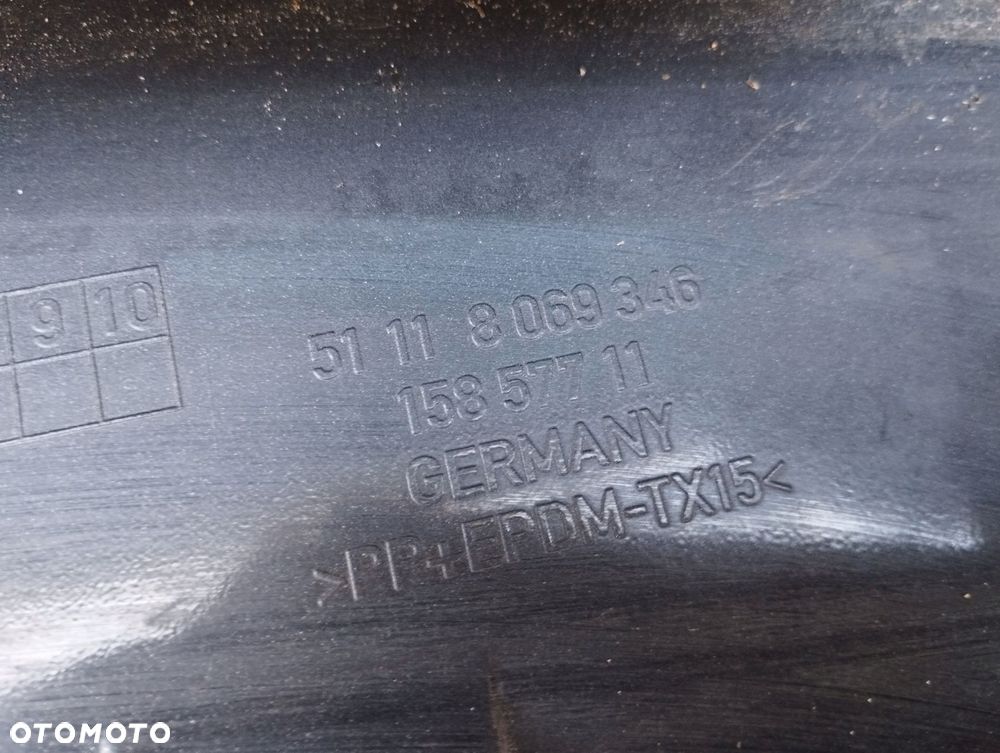 9 10
51 11 8 069 346
158 577 11
GERMANY
>PP+EPDM-TX15<
OTOMOTO